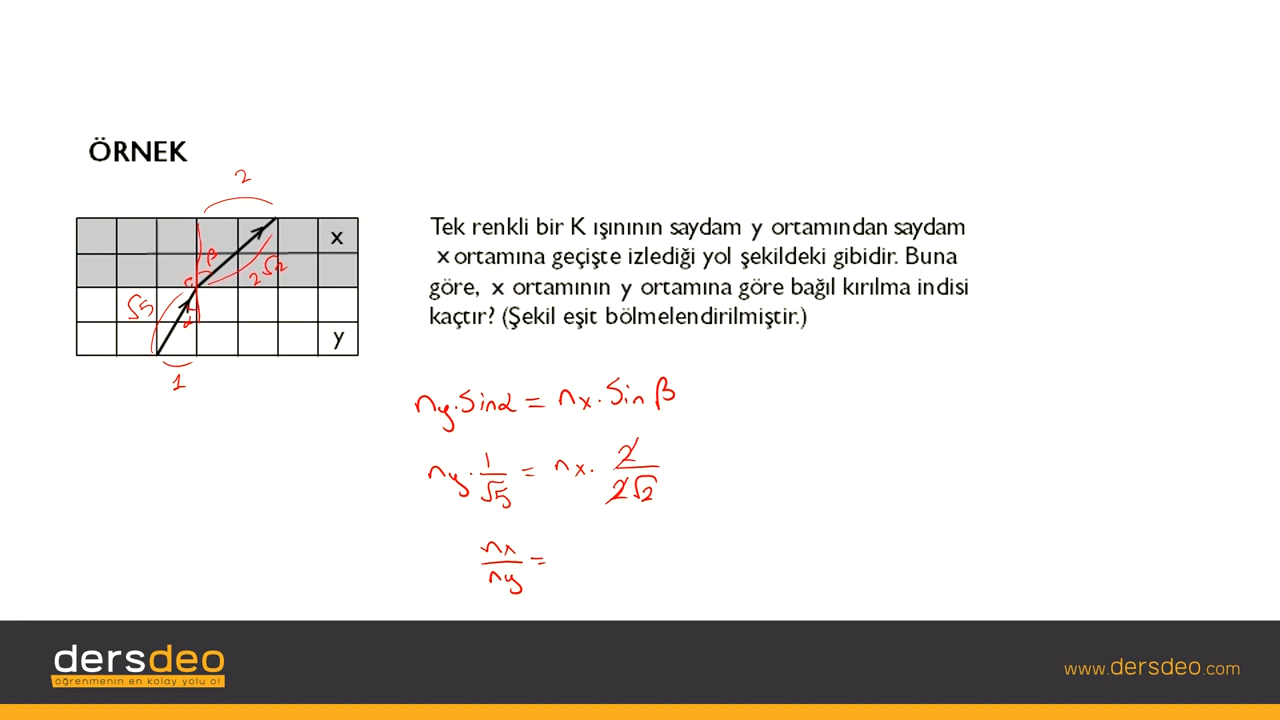 ÖRNEK
2
x
β
2√2
√5
α
y
1
Tek renkli bir K ışınının saydam y ortamından saydam
x ortamına geçişte izlediği yol şekildeki gibidir. Buna
göre, x ortamının y ortamına göre bağıl kırılma indisi
kaçtır? (Şekil eşit bölmelendirilmiştir.)
ny.Sinα = nx.Sinβ
ny.1/√5 = nx.2/2√2
nx/ny =
dersdeo
öğrenmenin en kolay yolu o!
www.dersdeo.com